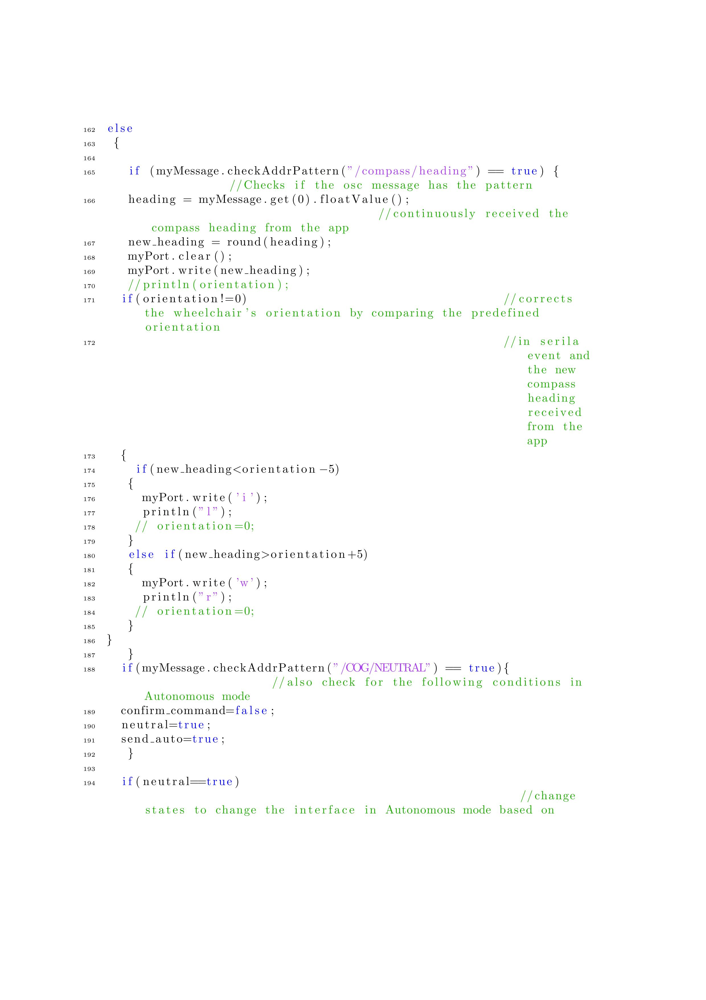 162 else
163 {
164
165 if (myMessage.checkAddrPattern("/compass/heading") == true) {
//Checks if the osc message has the pattern
166 heading = myMessage.get(0).floatValue();
//continuously received the
compass heading from the app
167 new_heading = round(heading);
168 myPort.clear();
169 myPort.write(new_heading);
170 //println(orientation);
171 if(orientation!=0) //corrects
the wheelchair's orientation by comparing the predefined
orientation
172 //in serila
event and
the new
compass
heading
received
from the
app
173 {
174 if(new_heading<orientation-5)
175 {
176 myPort.write('i');
177 println("l");
178 // orientation=0;
179 }
180 else if(new_heading>orientation+5)
181 {
182 myPort.write('w');
183 println("r");
184 // orientation=0;
185 }
186 }
187 }
188 if(myMessage.checkAddrPattern("/COG/NEUTRAL") == true){
//also check for the following conditions in
Autonomous mode
189 confirm_command=false;
190 neutral=true;
191 send_auto=true;
192 }
193
194 if(neutral==true)
//change
states to change the interface in Autonomous mode based on